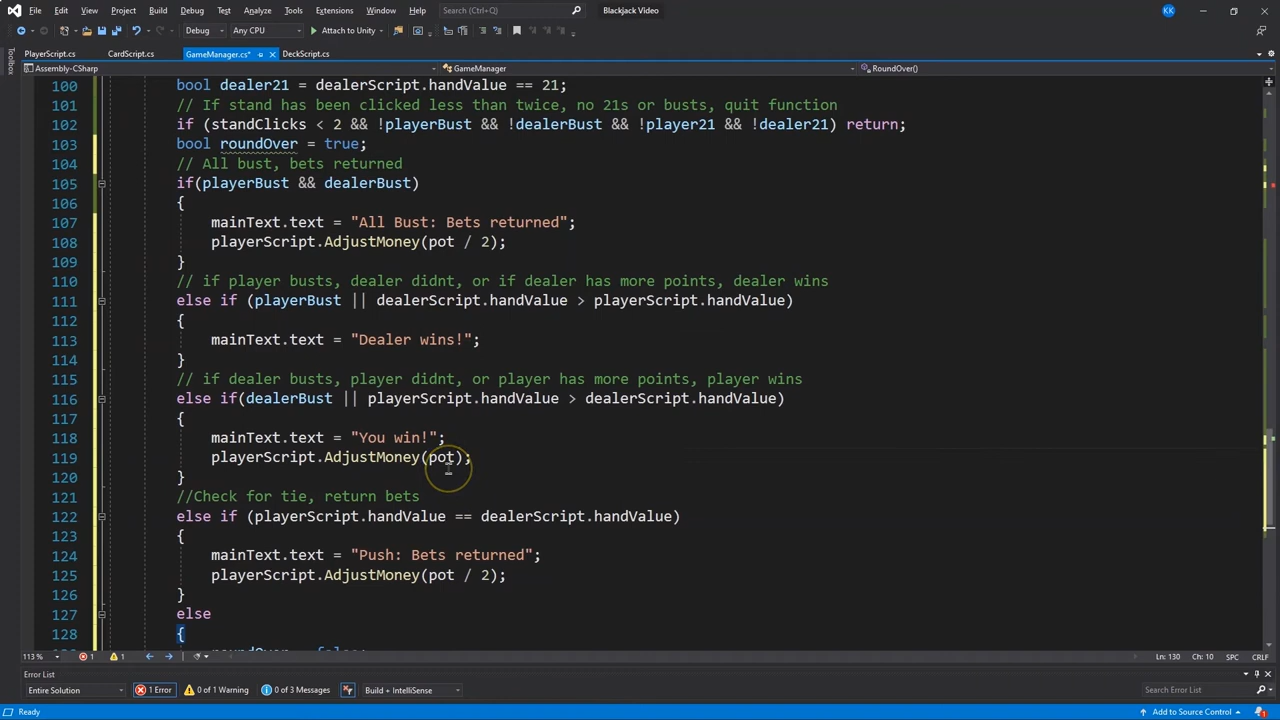 File Edit View Project Build Debug Test Analyze Tools Extensions Window Help Search (Ctrl+Q) Blackjack Video KK
Debug Any CPU Attach to Unity
PlayerScript.cs CardScript.cs GameManager.cs* DeckScript.cs
Toolbox
Assembly-CSharp GameManager RoundOver()
100 bool dealer21 = dealerScript.handValue == 21;
101 // If stand has been clicked less than twice, no 21s or busts, quit function
102 if (standClicks < 2 && !playerBust && !dealerBust && !player21 && !dealer21) return;
103 bool roundOver = true;
104 // All bust, bets returned
105 if(playerBust && dealerBust)
106 {
107 mainText.text = "All Bust: Bets returned";
108 playerScript.AdjustMoney(pot / 2);
109 }
110 // if player busts, dealer didnt, or if dealer has more points, dealer wins
111 else if (playerBust || dealerScript.handValue > playerScript.handValue)
112 {
113 mainText.text = "Dealer wins!";
114 }
115 // if dealer busts, player didnt, or player has more points, player wins
116 else if(dealerBust || playerScript.handValue > dealerScript.handValue)
117 {
118 mainText.text = "You win!";
119 playerScript.AdjustMoney(pot);
120 }
121 //Check for tie, return bets
122 else if (playerScript.handValue == dealerScript.handValue)
123 {
124 mainText.text = "Push: Bets returned";
125 playerScript.AdjustMoney(pot / 2);
126 }
127 else
128 {
113 % 1 1 Ln: 130 Ch: 10 SPC CRLF
Error List
Entire Solution 1 Error 0 of 1 Warning 0 of 3 Messages Build + IntelliSense Search Error List
Ready Add to Source Control 1